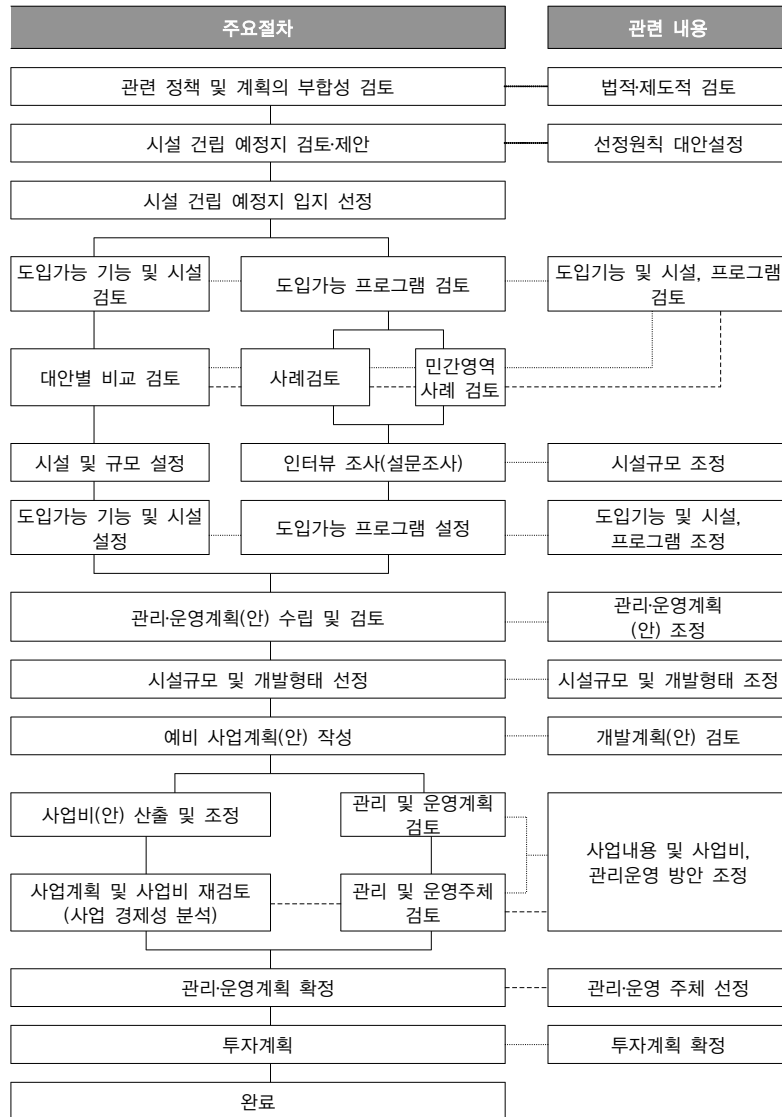 주요절차
관련 내용
관련 정책 및 계획의 부합성 검토
법적·제도적 검토
시설 건립 예정지 검토·제안
선정원칙 대안설정
시설 건립 예정지 입지 선정
도입가능 기능 및 시설
검토
도입가능 프로그램 검토
도입기능 및 시설, 프로그램
검토
대안별 비교 검토
사례검토
민간영역
사례 검토
시설 및 규모 설정
인터뷰 조사(설문조사)
시설규모 조정
도입가능 기능 및 시설
설정
도입가능 프로그램 설정
도입기능 및 시설,
프로그램 조정
관리·운영계획(안) 수립 및 검토
관리·운영계획
(안) 조정
시설규모 및 개발형태 선정
시설규모 및 개발형태 조정
예비 사업계획(안) 작성
개발계획(안) 검토
사업비(안) 산출 및 조정
관리 및 운영계획
검토
사업내용 및 사업비,
관리운영 방안 조정
사업계획 및 사업비 재검토
(사업 경제성 분석)
관리 및 운영주체
검토
관리·운영계획 확정
관리·운영 주체 선정
투자계획
투자계획 확정
완료